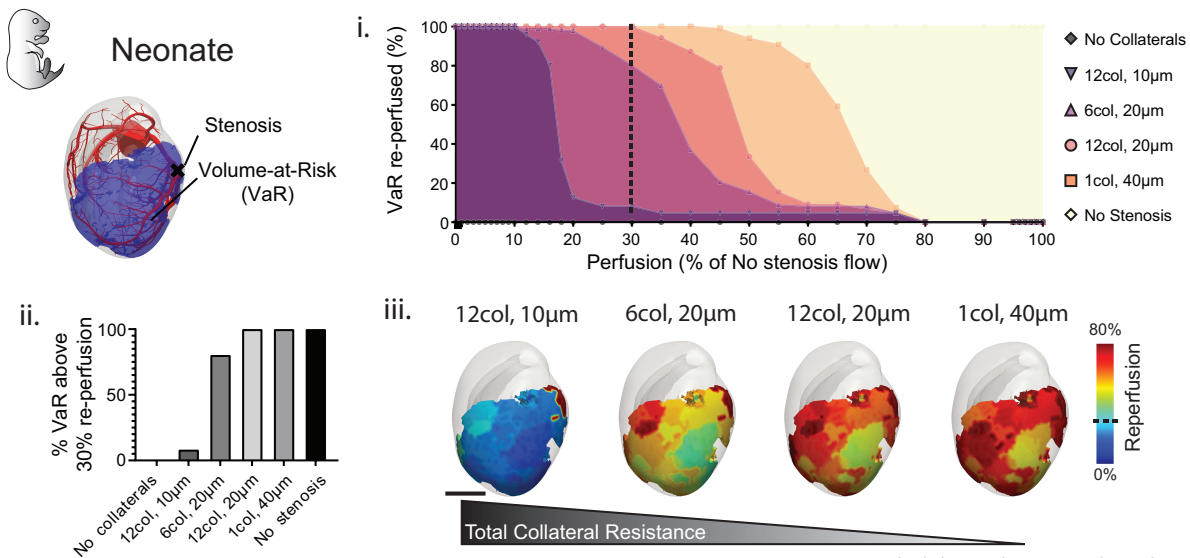 Neonate
Stenosis
Volume-at-Risk
(VaR)
i.
VaR re-perfused (%)
100
80
60
40
20
0
0 10 20 30 40 50 60 70 80 90 100
Perfusion (% of No stenosis flow)
No Collaterals
12col, 10µm
6col, 20µm
12col, 20µm
1col, 40µm
No Stenosis
ii.
% VaR above
30% re-perfusion
100
50
0
No collaterals
12col, 10µm
6col, 20µm
12col, 20µm
1col, 40µm
No stenosis
iii.
12col, 10µm 6col, 20µm 12col, 20µm 1col, 40µm
80%
Reperfusion
0%
Total Collateral Resistance